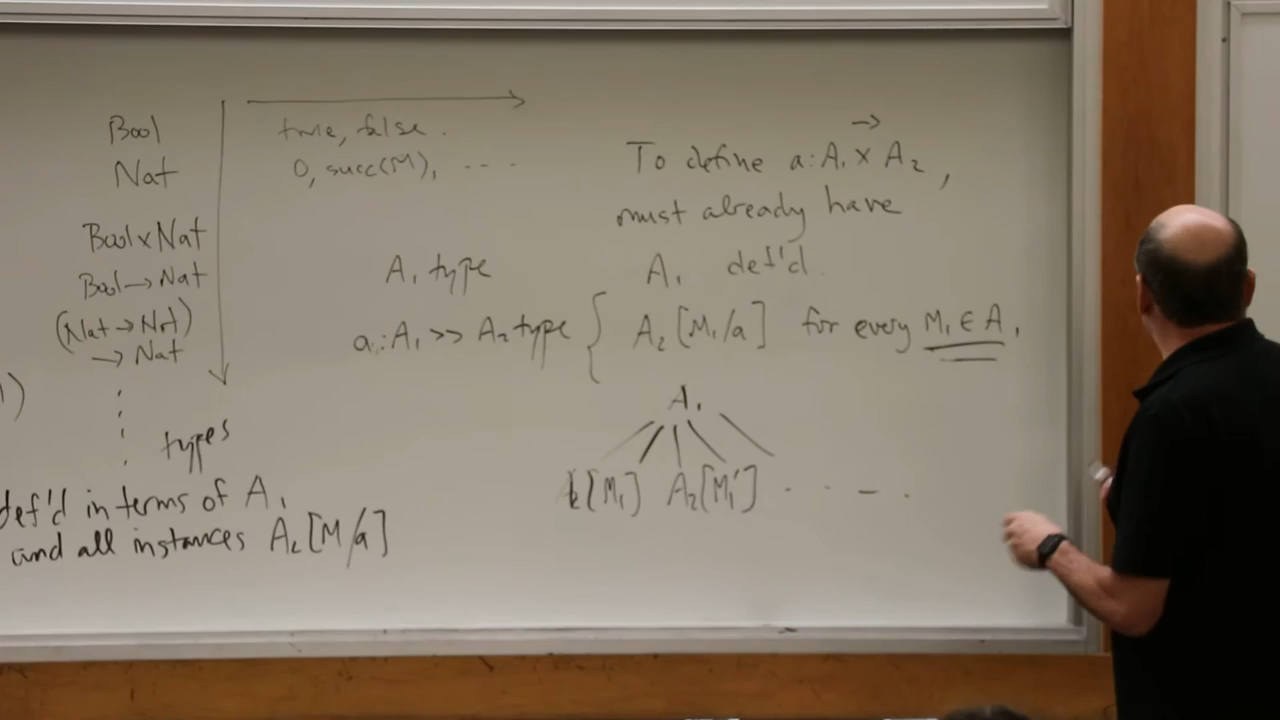 Bool
Nat
Bool×Nat
Bool→Nat
(Nat→Nat)
→ Nat
types
def'd in terms of A₁
and all instances A₂[M/a]
true, false.
0, succ(M), ....
A₁ type
a:A₁ >> A₂ type
→
To define a:A₁ × A₂,
must already have
A₁ def'd.
A₂[M₁/a] for every M₁ ∈ A₁
A₁
[M₁] A₂[M₁'] . . – .